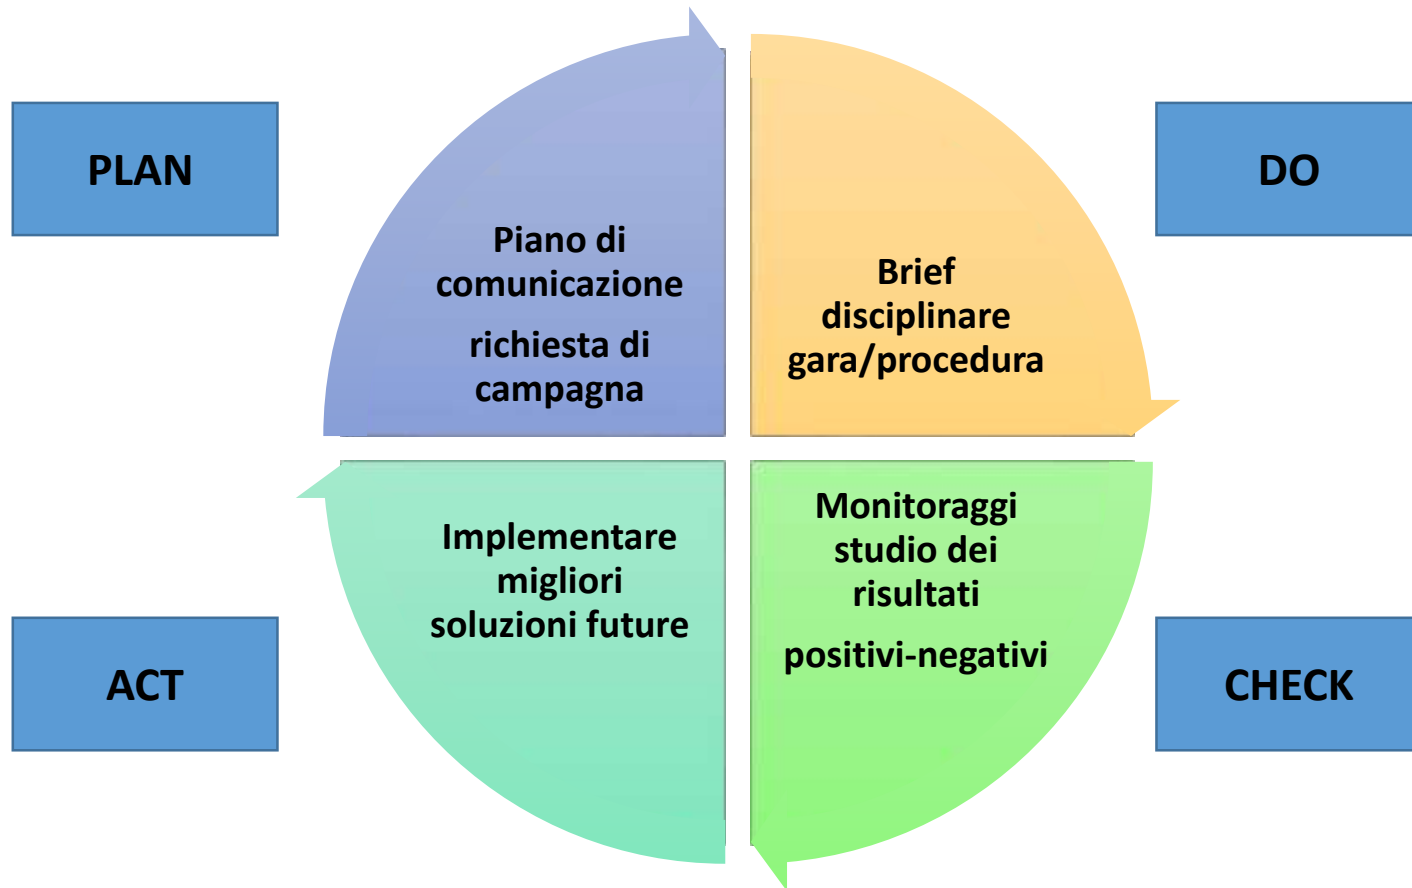 PLAN
Piano di
comunicazione
richiesta di
campagna
DO
Brief
disciplinare
gara/procedura
CHECK
Monitoraggi
studio dei
risultati
positivi-negativi
ACT
Implementare
migliori
soluzioni future